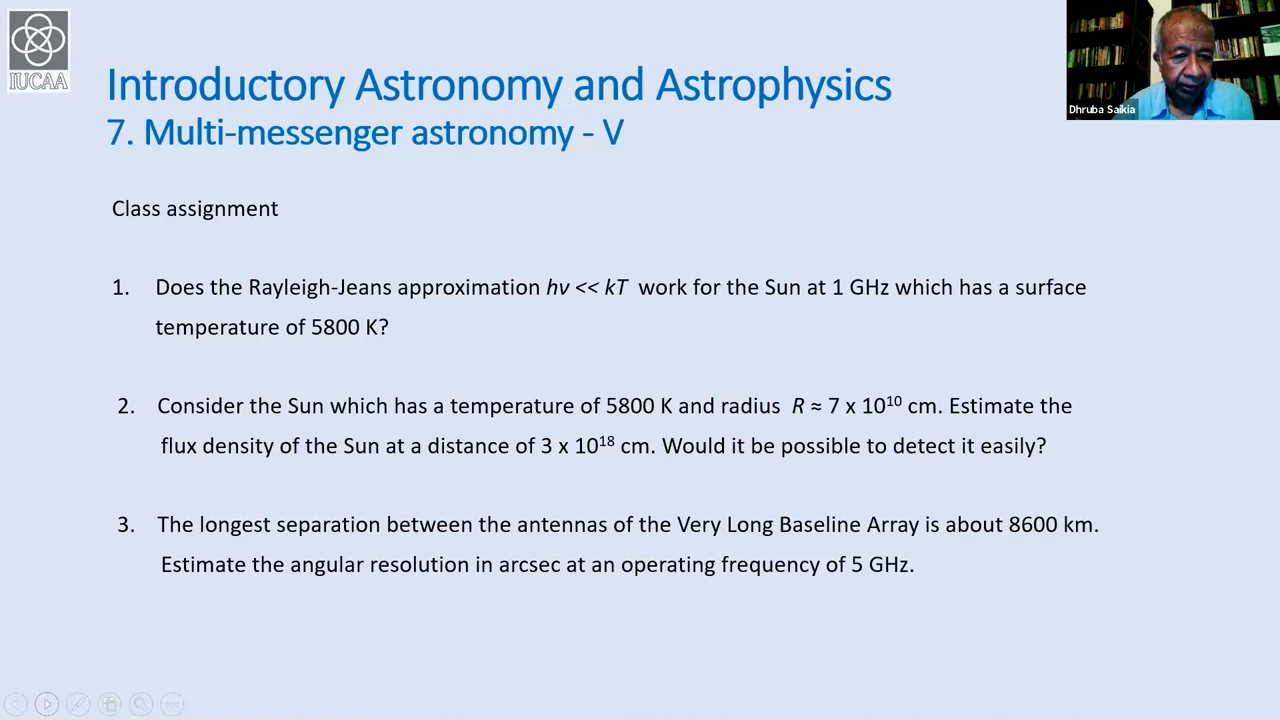 IUCAA
Introductory Astronomy and Astrophysics
7. Multi-messenger astronomy - V
Dhruba Saikia
Class assignment
1. Does the Rayleigh-Jeans approximation hν << kT work for the Sun at 1 GHz which has a surface
temperature of 5800 K?
2. Consider the Sun which has a temperature of 5800 K and radius R ≈ 7 x 10¹⁰ cm. Estimate the
flux density of the Sun at a distance of 3 x 10¹⁸ cm. Would it be possible to detect it easily?
3. The longest separation between the antennas of the Very Long Baseline Array is about 8600 km.
Estimate the angular resolution in arcsec at an operating frequency of 5 GHz.